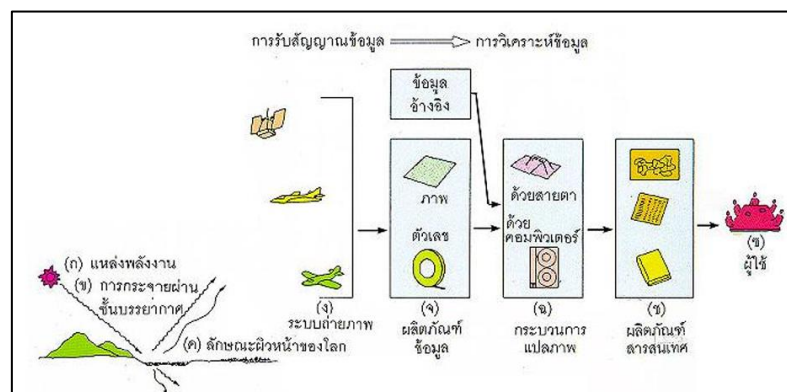 การรับสัญญาณข้อมูล
การวิเคราะห์ข้อมูล
ข้อมูล
อ้างอิง
ภาพ
ด้วยสายตา
ตัวเลข
ด้วย
คอมพิวเตอร์
(ก) แหล่งพลังงาน
(ข) การกระจายผ่าน
ชั้นบรรยากาศ
(ค) ลักษณะผิวหน้าของโลก
(ง)
ระบบถ่ายภาพ
(จ)
ผลิตภัณฑ์
ข้อมูล
(ฉ)
กระบวนการ
แปลภาพ
(ช)
ผลิตภัณฑ์
สารสนเทศ
(ซ)
ผู้ใช้